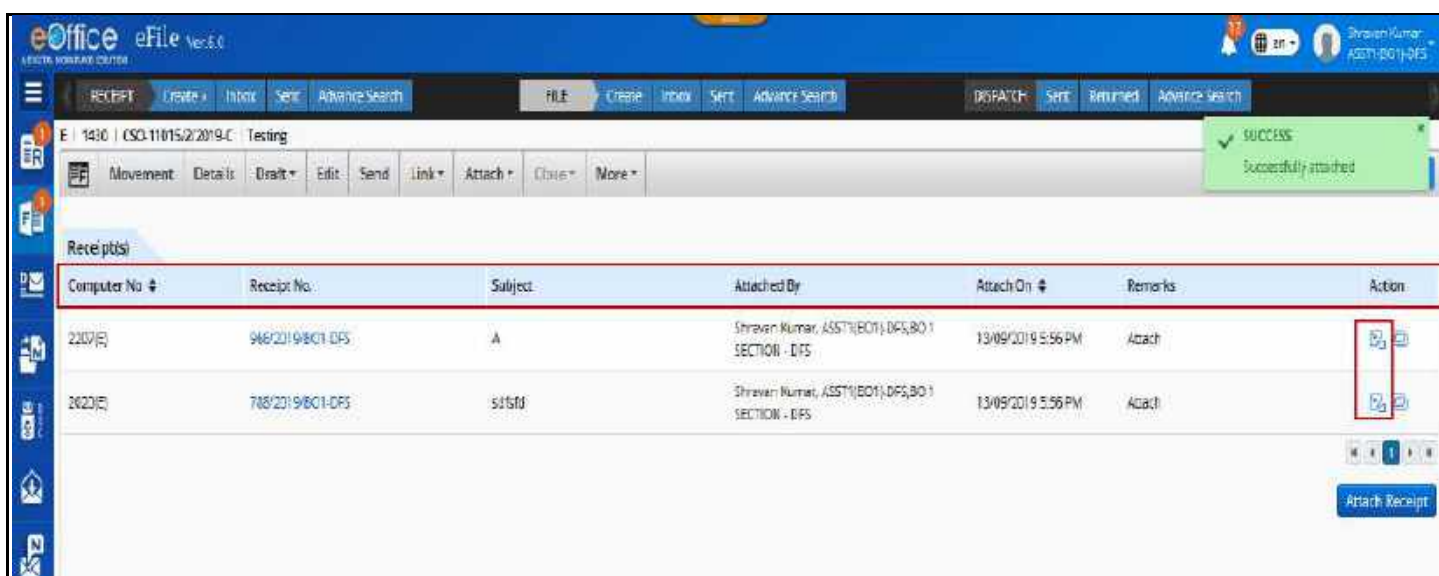 eOffice eFile Ver.6.0
en
Shravan Kumar
ASST1(BO1)-DFS
RECEIPT Create Inbox Sent Advance Search FILE Create Inbox Sent Advance Search DISPATCH Sent Returned Advance Search
E | 1430 | CSO-11015/2/2019-C Testing
SUCCESS
Successfully attached
Movement Details Draft Edit Send Link Attach Close More
Receipt(s)
Computer No Receipt No. Subject Attached By Attach On Remarks Action
2207(E) 966/2019/BO1-DFS A Shravan Kumar, ASST1(BO1)-DFS,BO 1 13/09/2019 5:56 PM Attach
SECTION - DFS
2020(E) 788/2019/BO1-DFS Shravan Kumar, ASST1(BO1)-DFS,BO 1 13/09/2019 5:56 PM Attach
SECTION - DFS
1
Attach Receipt